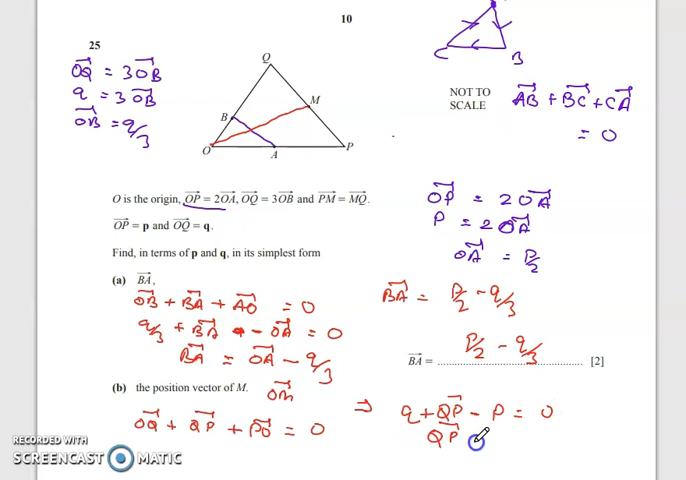 10
25
OQ = 3OB
q = 3OB
OB = q/3
Q
M
B
O
A
P
C
B
NOT TO
SCALE
AB + BC + CA
= 0
O is the origin, OP = 2OA, OQ = 3OB and PM = MQ.
OP = p and OQ = q.
Find, in terms of p and q, in its simplest form
OP = 2OA
P = 2OA
OA = P/2
(a) BA,
OB + BA + AO = 0
q/3 + BA - OA = 0
BA = OA - q/3
BA = P/2 - q/3
P/2 - q/3
BA = ........................................ [2]
(b) the position vector of M.
OM
OQ + QP + PO = 0
⇒ q + QP - P = 0
QP
RECORDED WITH
SCREENCAST MATIC